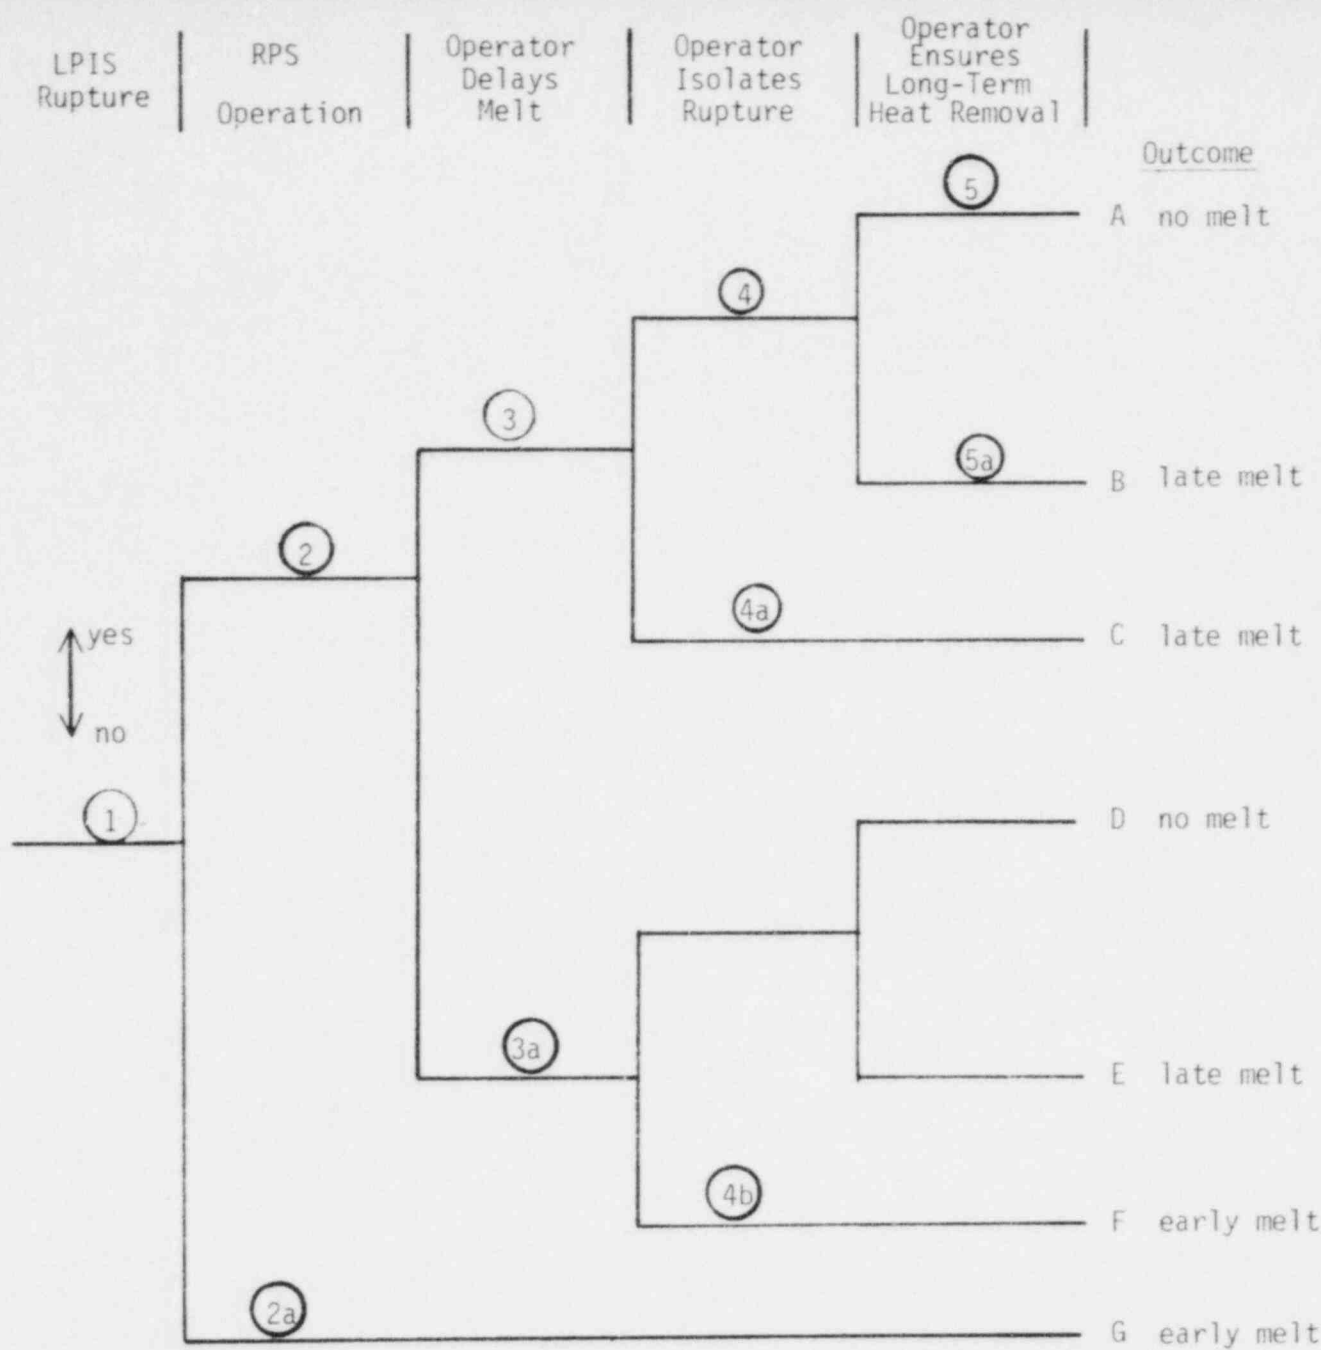 LPIS
Rupture
RPS
Operation
Operator
Delays
Melt
Operator
Isolates
Rupture
Operator
Ensures
Long-Term
Heat Removal
Outcome
5
A no melt
4
3
5a
B late melt
2
4a
C late melt
yes
no
1
D no melt
3a
E late melt
4b
F early melt
2a
G early melt